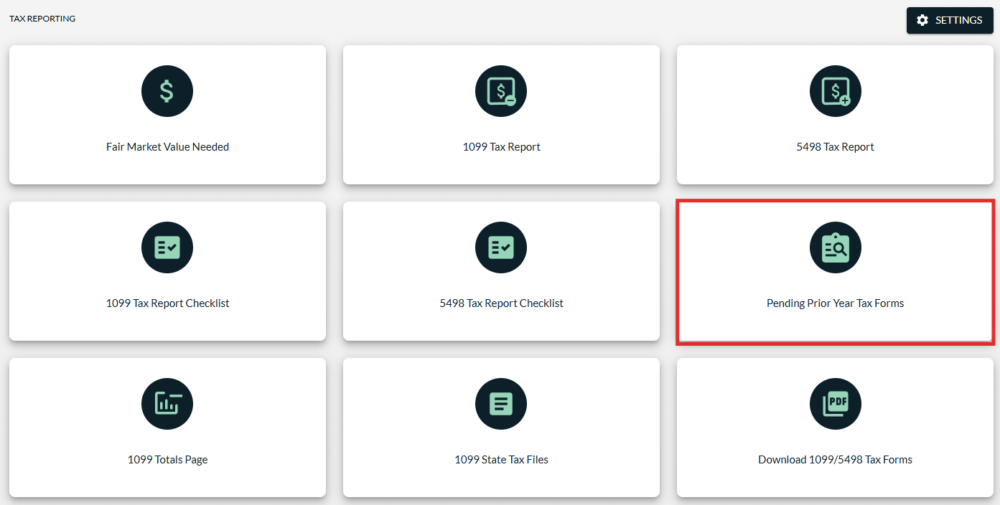 TAX REPORTING
SETTINGS
$
$
$
Fair Market Value Needed
1099 Tax Report
5498 Tax Report
1099 Tax Report Checklist
5498 Tax Report Checklist
Pending Prior Year Tax Forms
PDF
1099 Totals Page
1099 State Tax Files
Download 1099/5498 Tax Forms